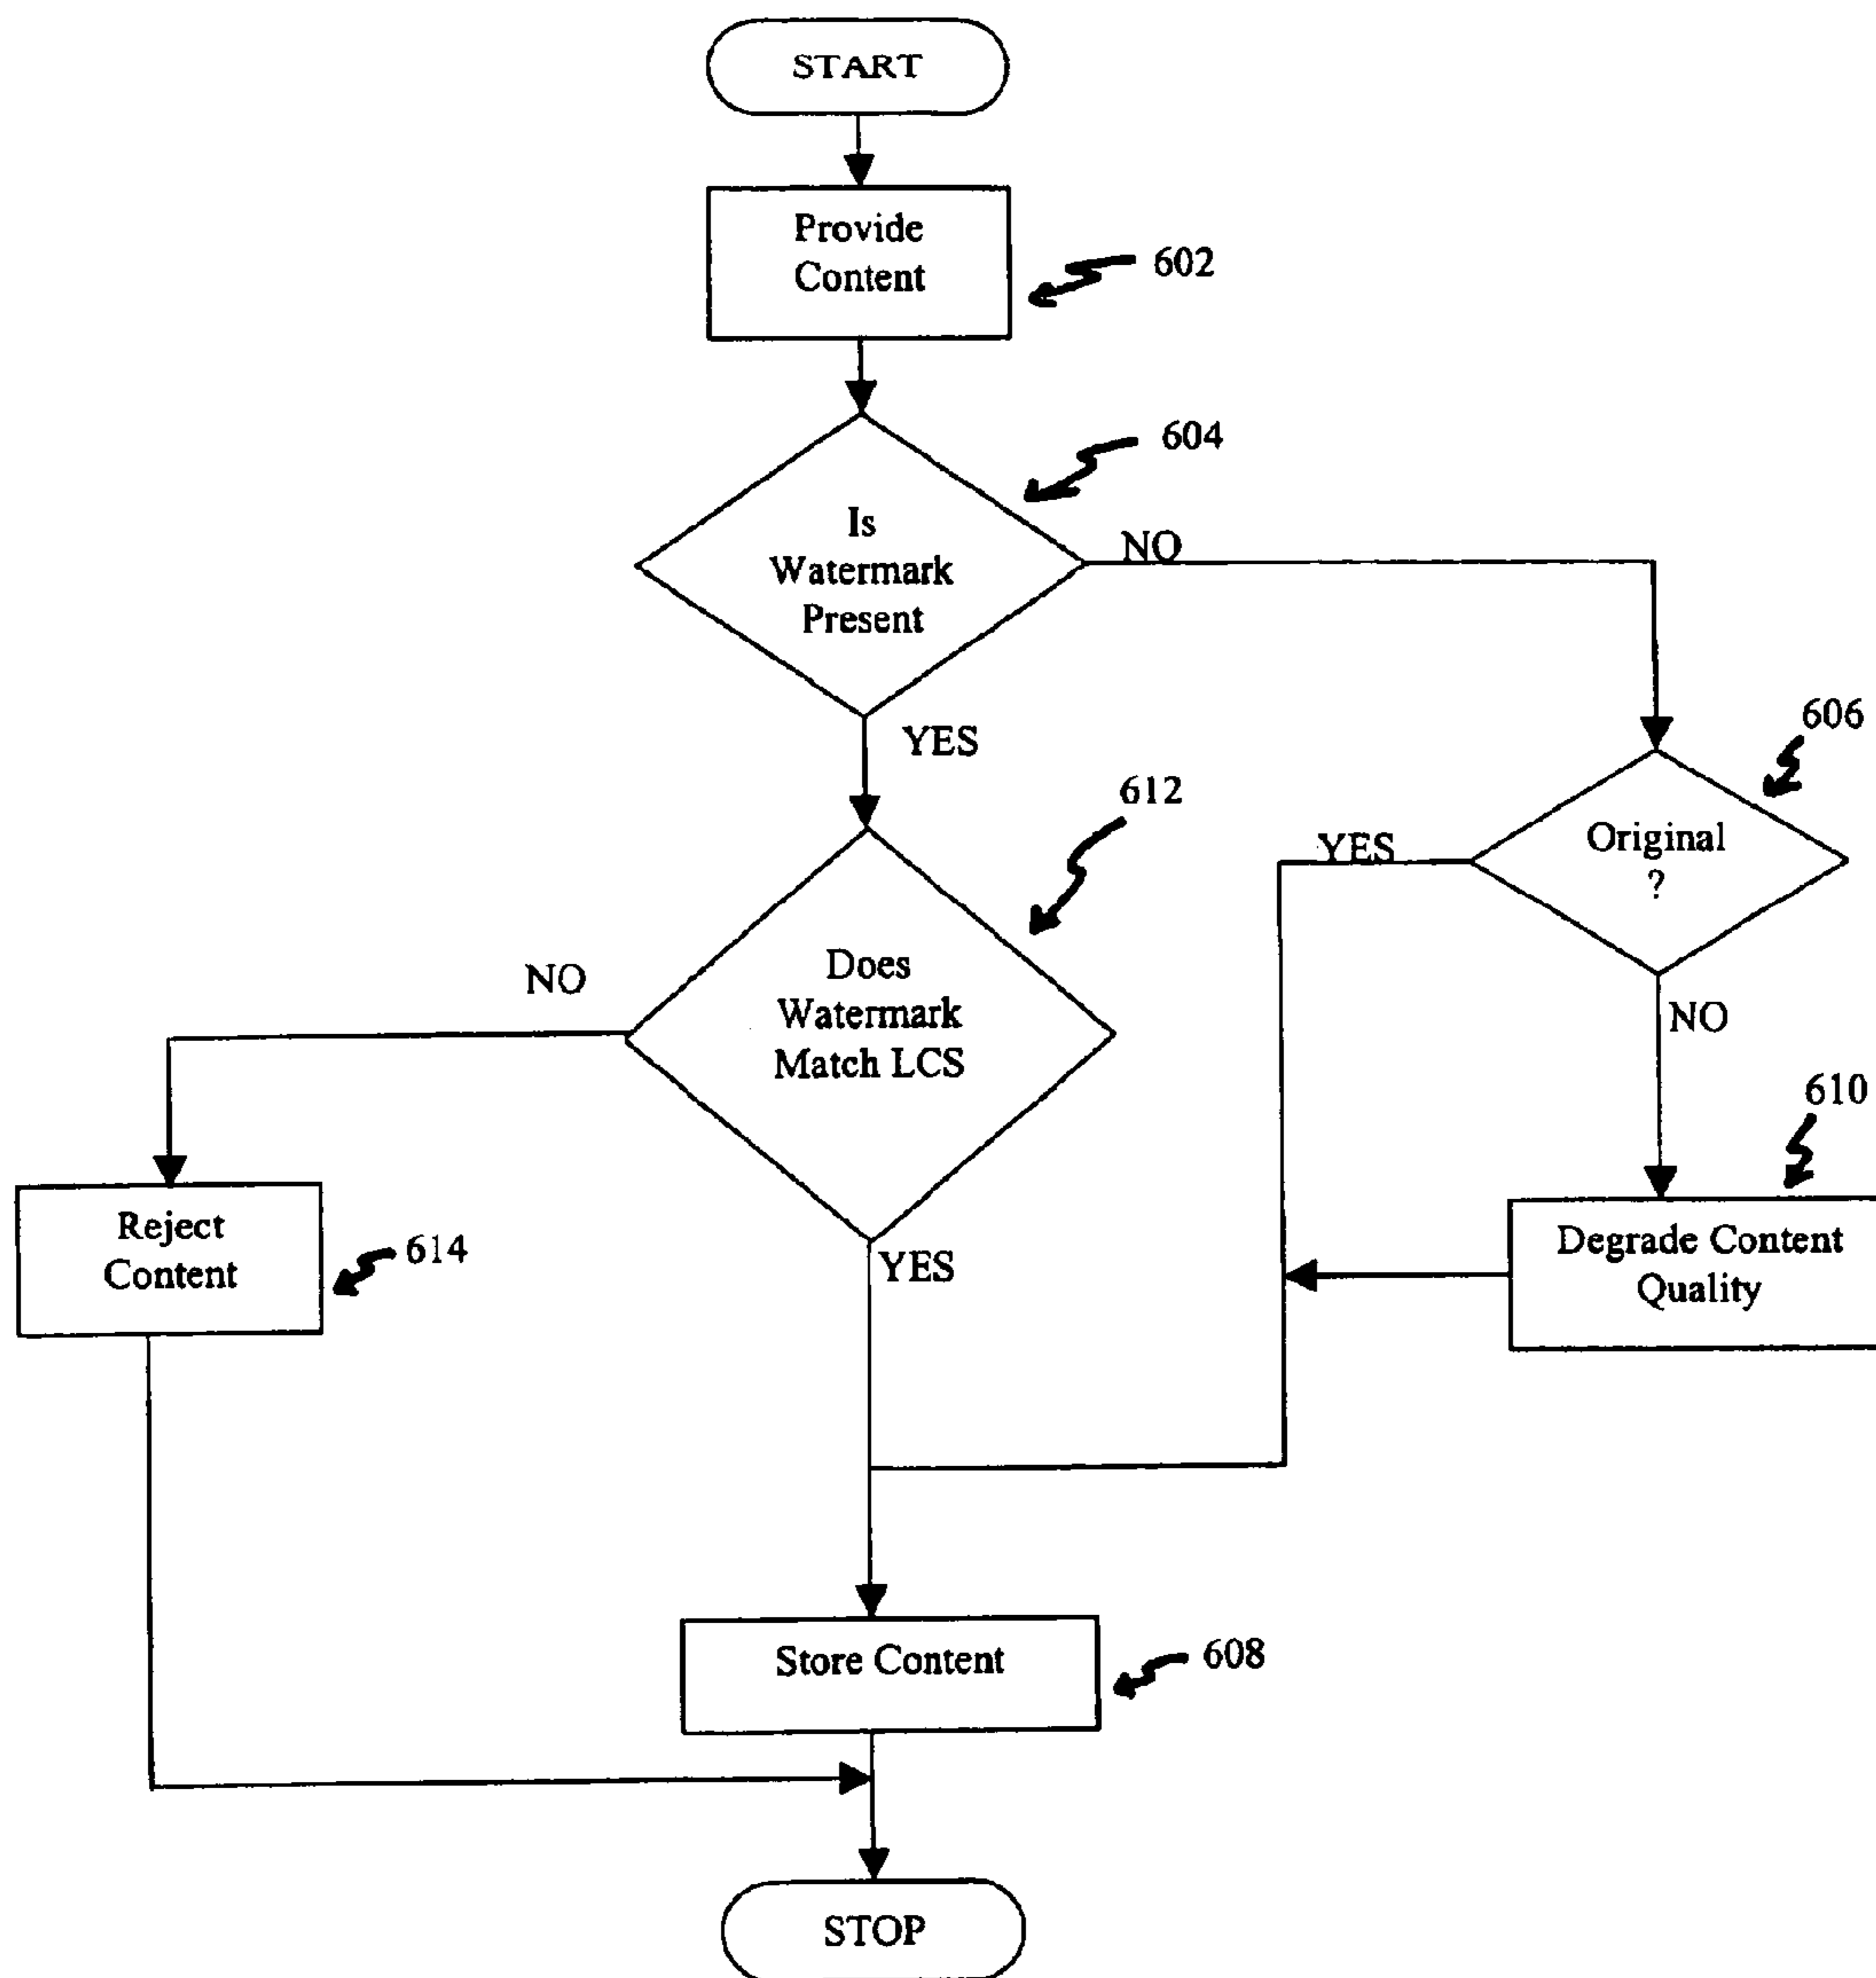 START
Provide
Content
602
604
Is
Watermark
Present
NO
YES
606
Original
?
YES
NO
612
Does
Watermark
Match LCS
NO
YES
610
Degrade Content
Quality
Reject
Content
614
Store Content
608
STOP